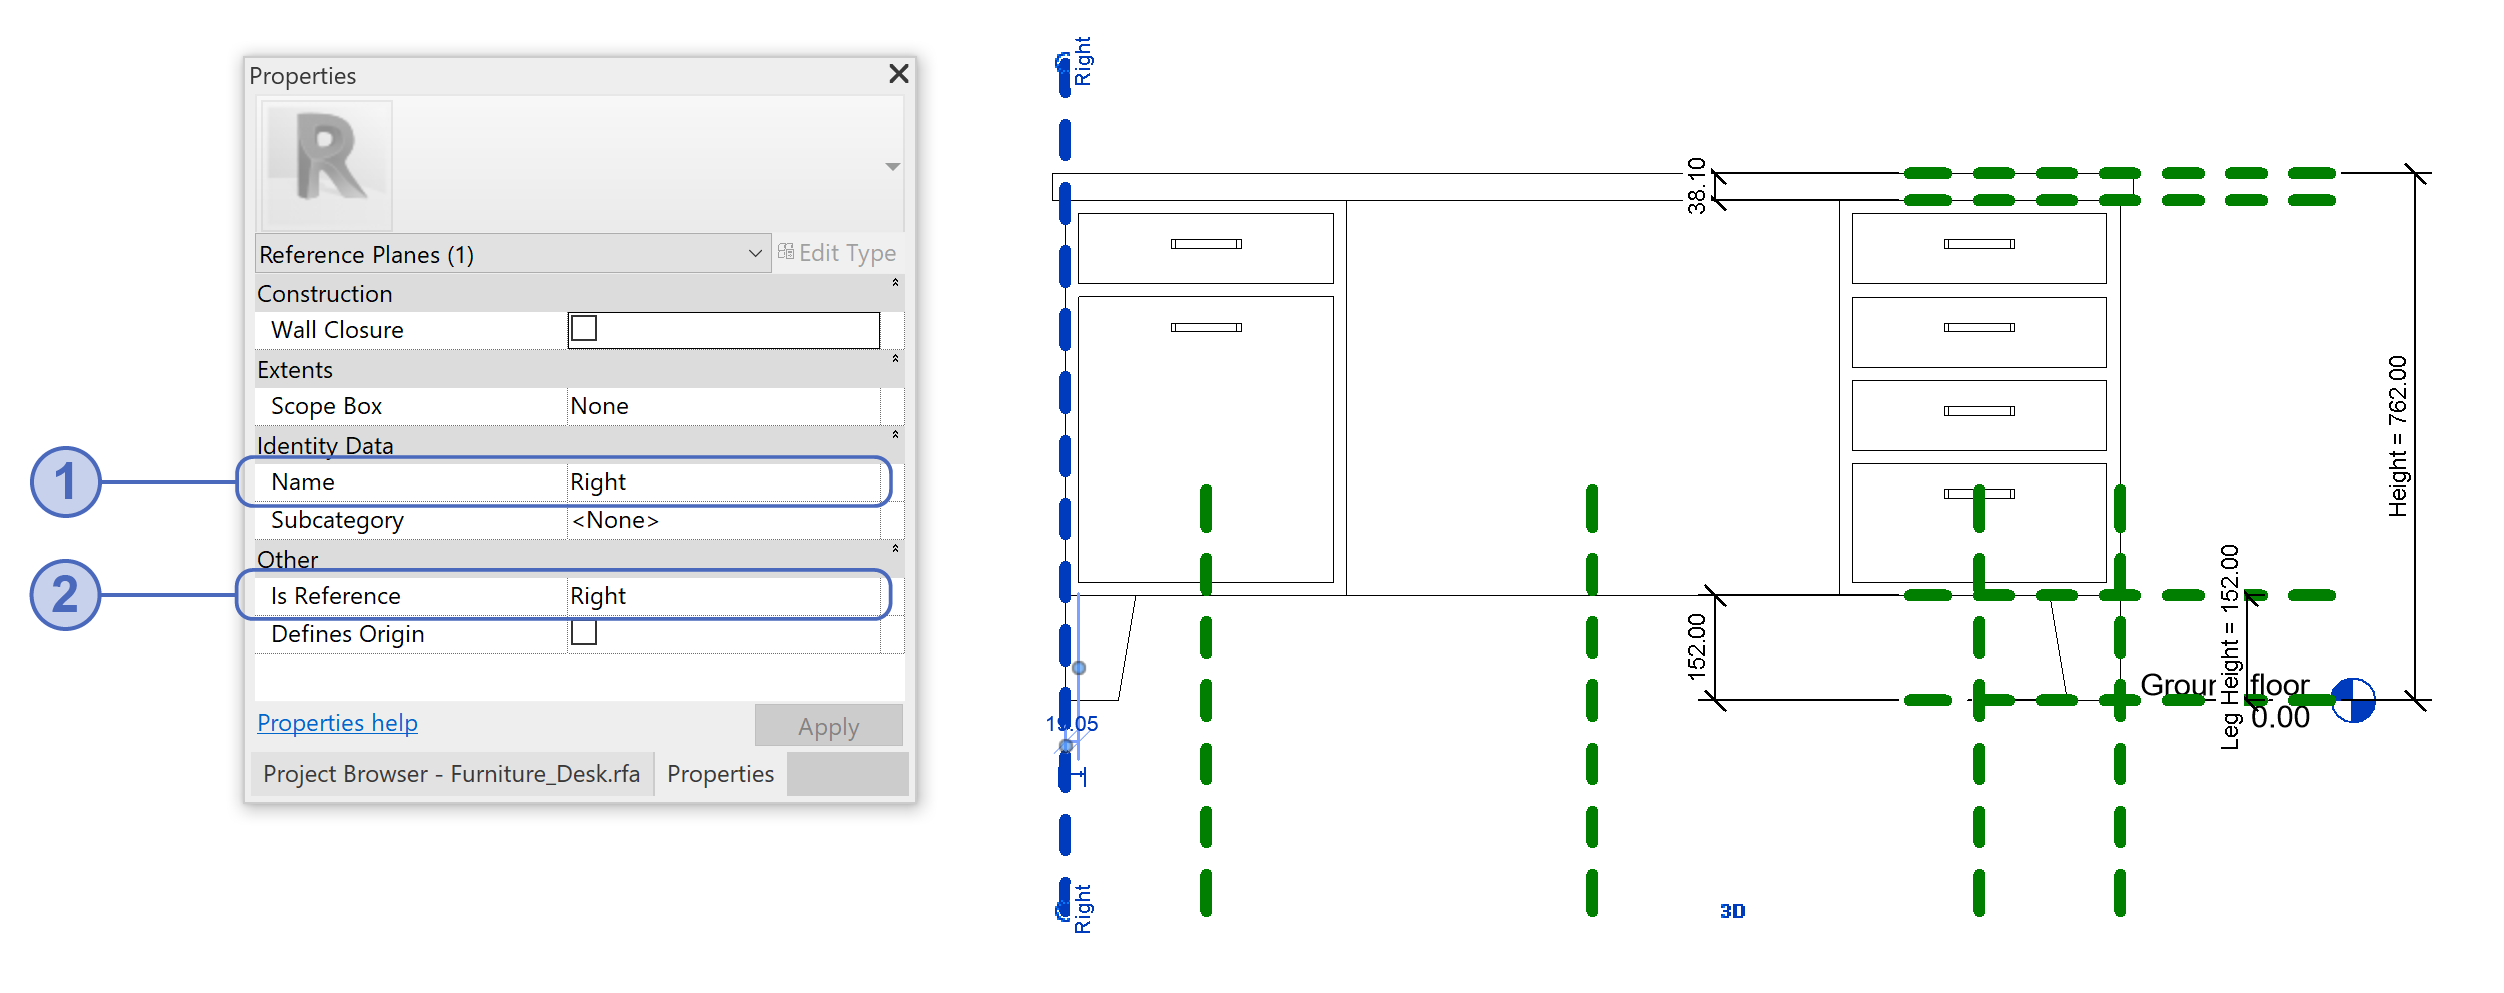 Properties
R
Reference Planes (1)
Edit Type
Construction
Wall Closure
Extents
Scope Box None
Identity Data
Name Right
Subcategory <None>
Other
Is Reference Right
Defines Origin
Properties help
Apply
Project Browser - Furniture_Desk.rfa
Properties
1
2
Right
38.10
Height = 762.00
152.00
Leg Height = 152.00
Ground floor
0.00
19.05
Right
3D